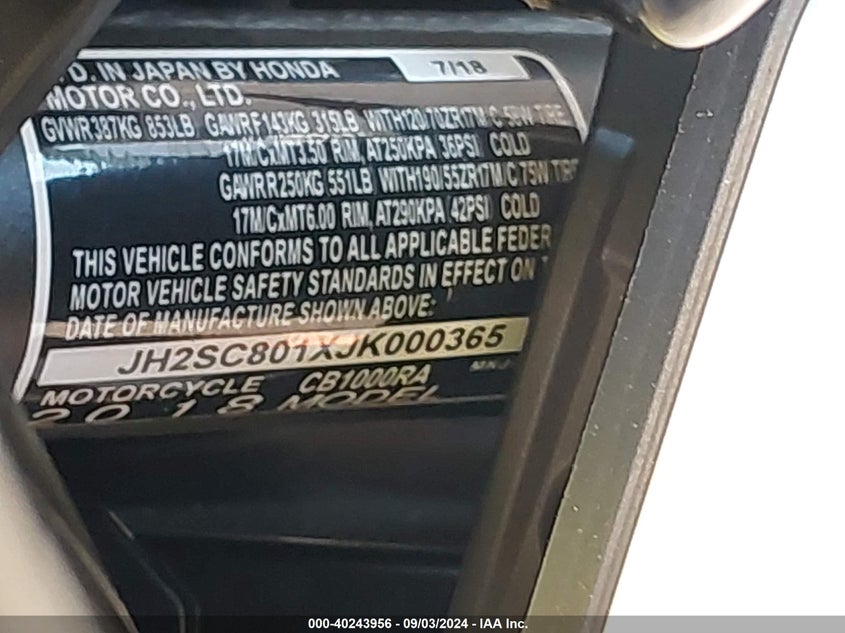 D. IN JAPAN BY HONDA 7/18
MOTOR CO., LTD.
GVWR387KG 853LB GAWRF143KG 315LB WITH120/70ZR17M/C 58W TIRE
17M/CxMT3.50 RIM, AT250KPA 36PSI COLD
GAWRR250KG 551LB WITH190/55ZR17M/C 75W TIRE
17M/CxMT6.00 RIM, AT290KPA 42PSI COLD
THIS VEHICLE CONFORMS TO ALL APPLICABLE FEDER
MOTOR VEHICLE SAFETY STANDARDS IN EFFECT ON
DATE OF MANUFACTURE SHOWN ABOVE:
JH2SC801XJK000365
MOTORCYCLE CB1000RA
2018 MODEL
000-40243956 - 09/03/2024 - IAA Inc.